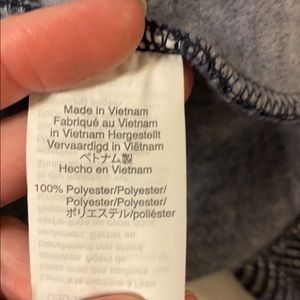 Made in Vietnam
Fabriqué au Vietnam
in Vietnam Hergestellt
Vervaardigd in Viëtnam
ベトナム製
Hecho en Vietnam
100% Polyester/Polyester/
Polyester/Polyester/
ポリエステル/poliéster